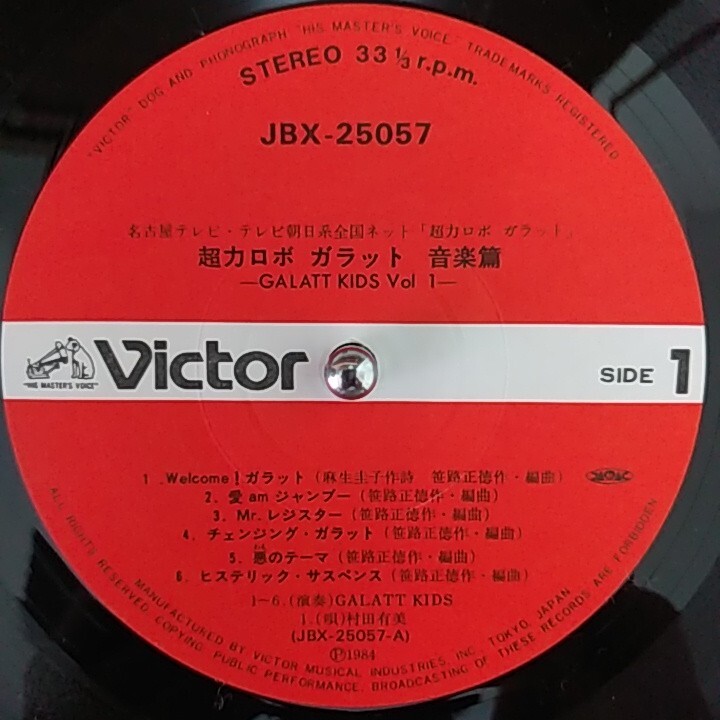 "VICTOR" DOG AND PHONOGRAPH "HIS MASTER'S VOICE" TRADE MARKS REGISTERED
STEREO 33 1/3 r.p.m.
JBX-25057
名古屋テレビ・テレビ朝日系全国ネット「超力ロボ ガラット」
超力ロボ ガラット 音楽篇
—GALATT KIDS Vol 1—
"HIS MASTER'S VOICE"
Victor
SIDE 1
1.Welcome!ガラット(麻生圭子作詩 笹路正徳作・編曲)
2.愛amジャンブー(笹路正徳作・編曲)
3.Mr.レジスター(笹路正徳作・編曲)
4.チェンジング・ガラット(笹路正徳作・編曲)
5.悪のテーマ(笹路正徳作・編曲)
6.ヒステリック・サスペンス(笹路正徳作・編曲)
1~6.(演奏)GALATT KIDS
1.(唄)村田有美
(JBX-25057-A)
Ⓟ1984
ALL RIGHTS RESERVED. COPYING, PUBLIC PERFORMANCE, BROADCASTING OF THESE RECORDS ARE FORBIDDEN
MANUFACTURED BY VICTOR MUSICAL INDUSTRIES, INC., TOKYO, JAPAN